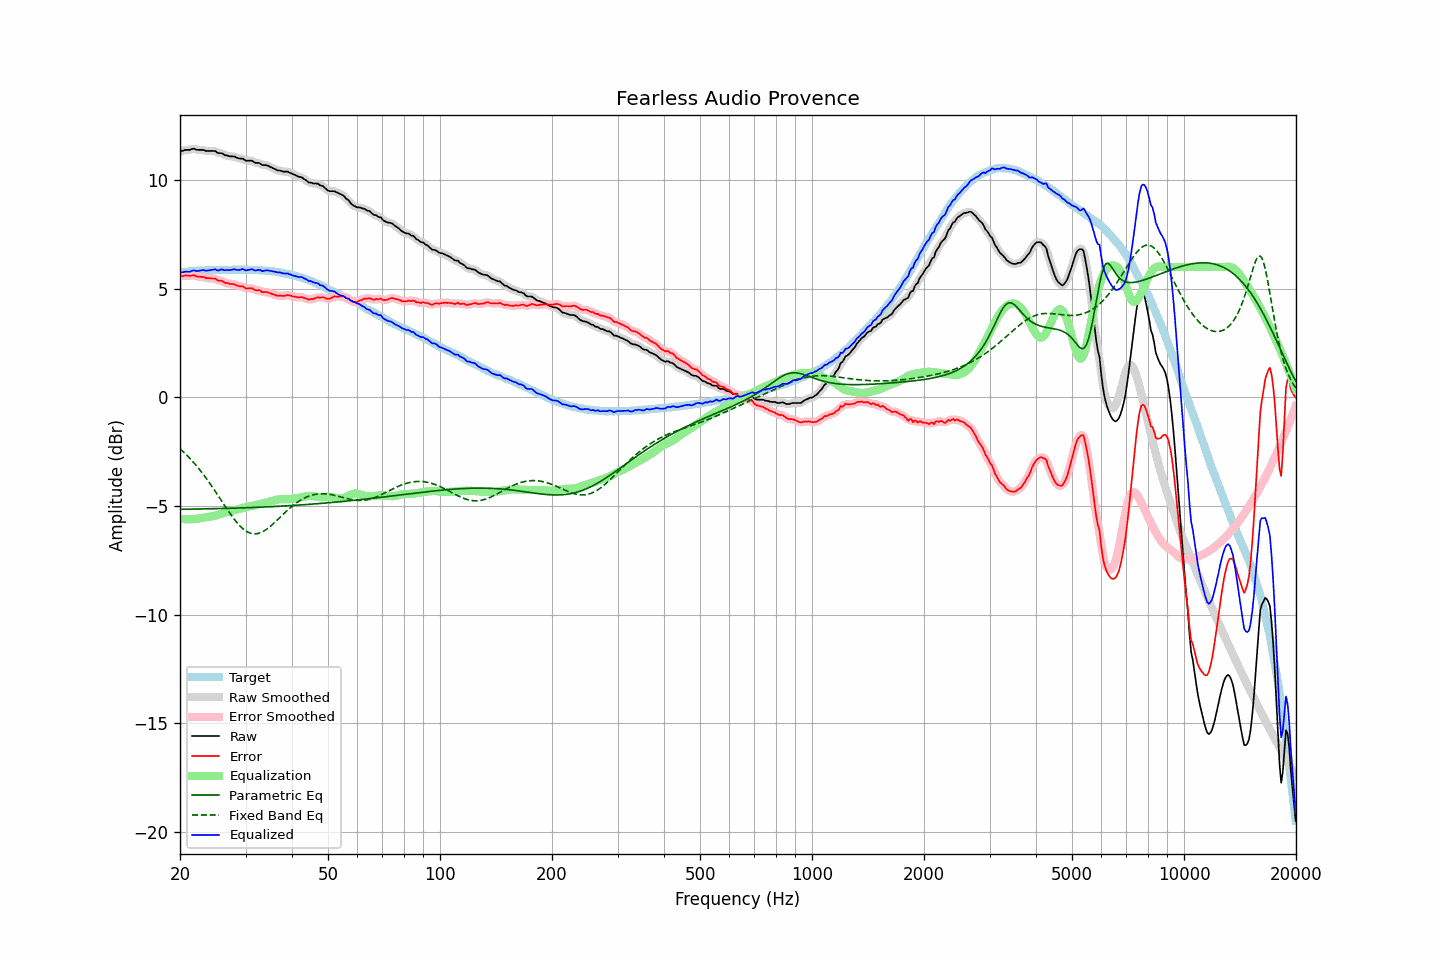 Fearless Audio Provence
10
5
0
−5
−10
−15
−20
Amplitude (dBr)
Target
Raw Smoothed
Error Smoothed
Raw
Error
Equalization
Parametric Eq
Fixed Band Eq
Equalized
20 50 100 200 500 1000 2000 5000 10000 20000
Frequency (Hz)